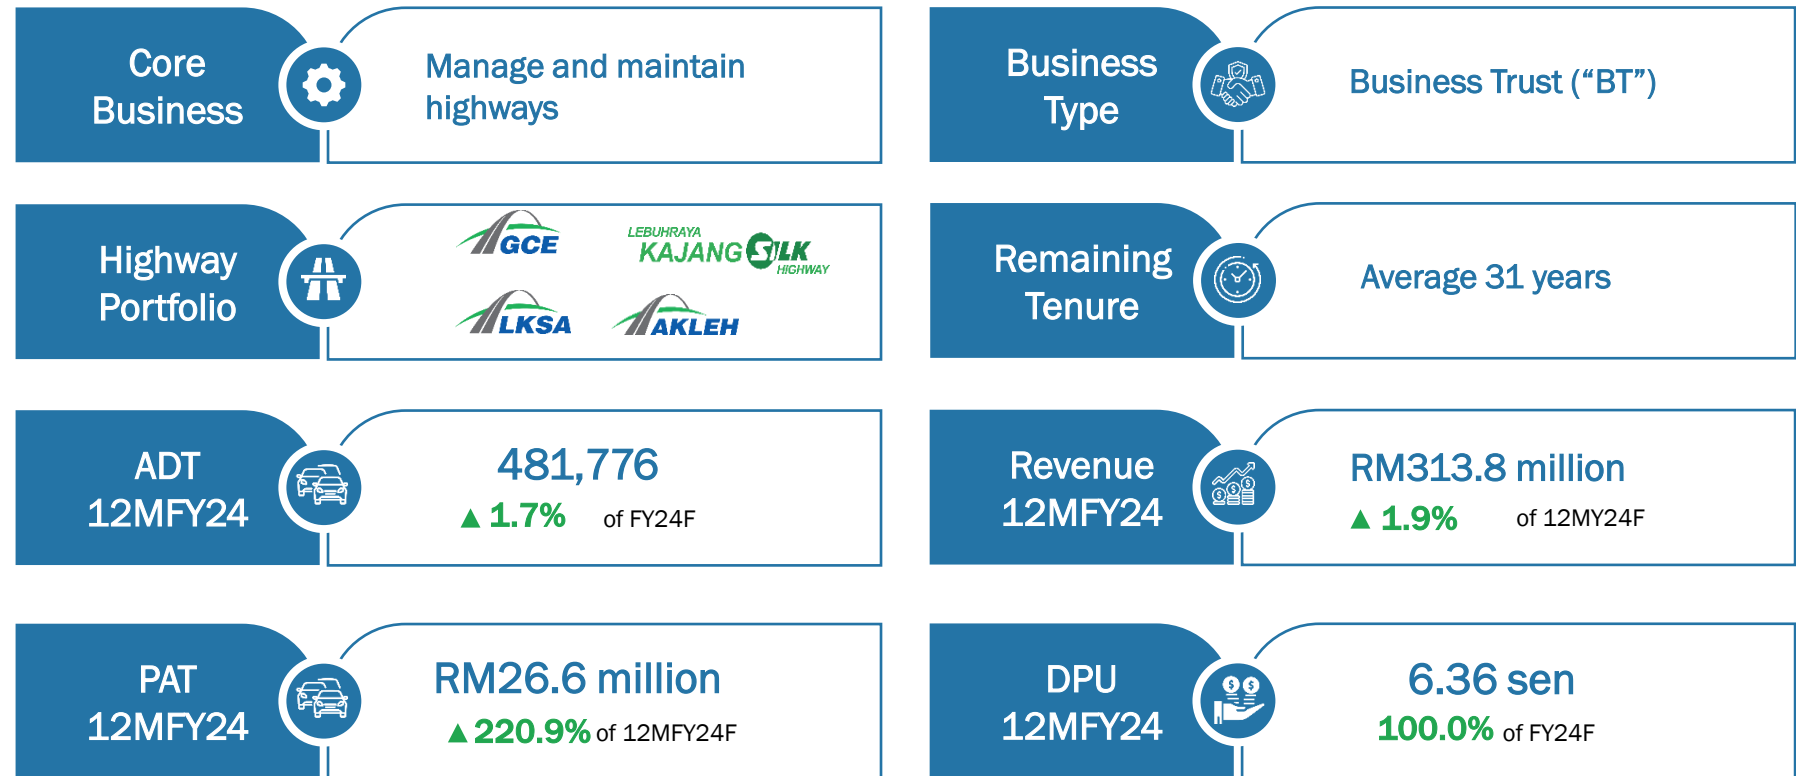 Core
Business
Manage and maintain
highways
Business
Type
Business Trust (“BT”)
Highway
Portfolio
GCE
LEBUHRAYA
KAJANG SILK
HIGHWAY
LKSA
AKLEH
Remaining
Tenure
Average 31 years
ADT
12MFY24
481,776
▲ 1.7% of FY24F
Revenue
12MFY24
RM313.8 million
▲ 1.9% of 12MY24F
PAT
12MFY24
RM26.6 million
▲ 220.9% of 12MFY24F
DPU
12MFY24
6.36 sen
100.0% of FY24F